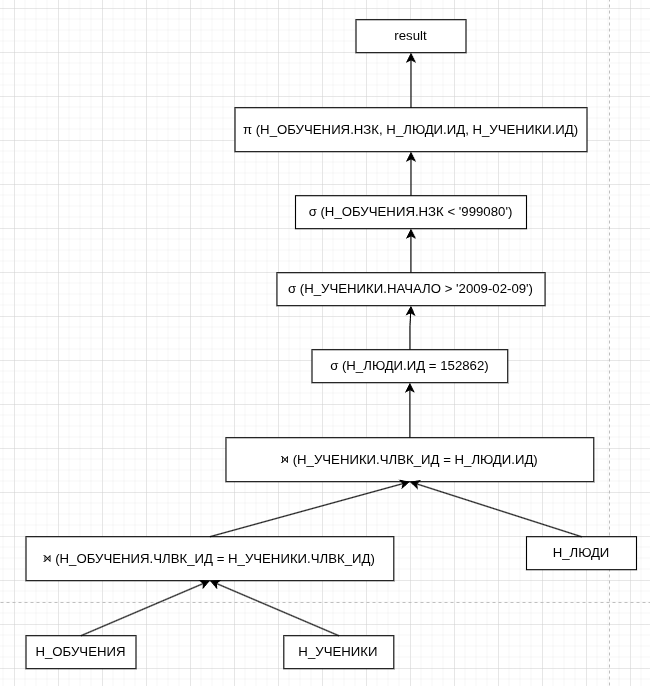 result
π (Н_ОБУЧЕНИЯ.НЗК, Н_ЛЮДИ.ИД, Н_УЧЕНИКИ.ИД)
σ (Н_ОБУЧЕНИЯ.НЗК < '999080')
σ (Н_УЧЕНИКИ.НАЧАЛО > '2009-02-09')
σ (Н_ЛЮДИ.ИД = 152862)
⋈ (Н_УЧЕНИКИ.ЧЛВК_ИД = Н_ЛЮДИ.ИД)
⋈ (Н_ОБУЧЕНИЯ.ЧЛВК_ИД = Н_УЧЕНИКИ.ЧЛВК_ИД)
Н_ЛЮДИ
Н_ОБУЧЕНИЯ
Н_УЧЕНИКИ